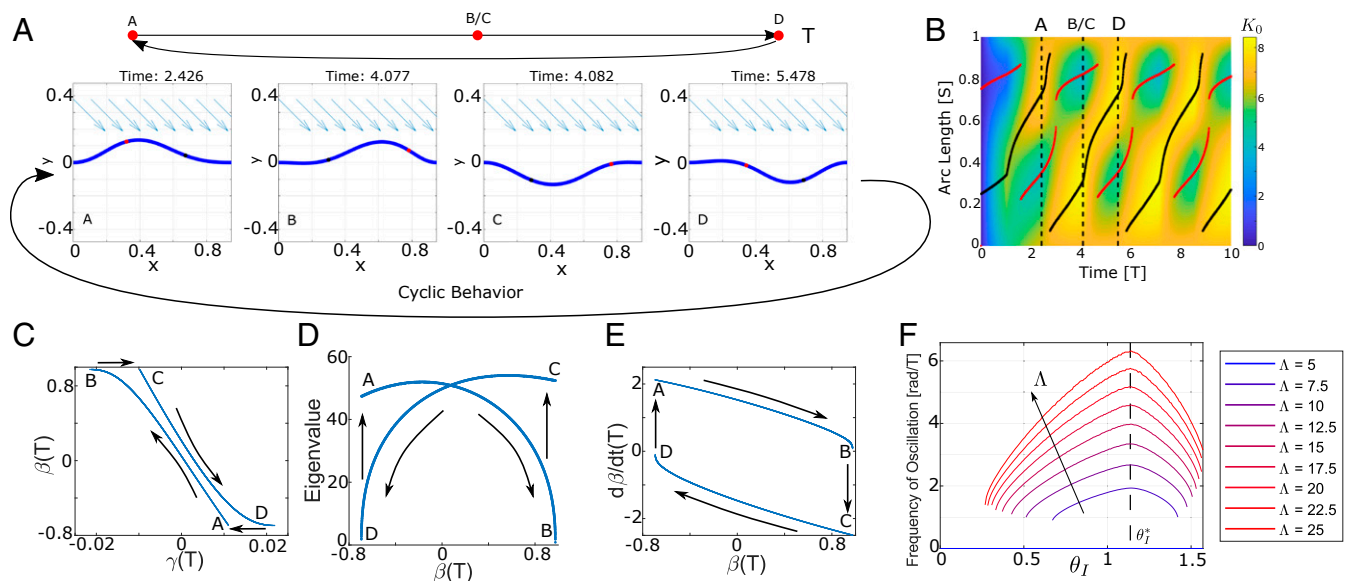 A
A
B/C
D
T
Time: 2.426
Time: 4.077
Time: 4.082
Time: 5.478
0.4
0
-0.4
y
A
0 0.4 0.8
x
0.4
0
-0.4
y
B
0 0.4 0.8
x
0.4
0
-0.4
y
C
0 0.4 0.8
x
0.4
0
-0.4
y
D
0 0.4 0.8
x
Cyclic Behavior
B
A
B/C
D
K₀
Arc Length [S]
1
0.8
0.6
0.4
0.2
0
0 2 4 6 8 10
Time [T]
8
6
4
2
0
C
β(T)
0.8
0
-0.8
B
C
A
D
-0.02 0 0.02
γ(T)
D
Eigenvalue
60
40
20
0
A
C
D
B
-0.8 0 0.8
β(T)
E
dβ/dt(T)
2
0
-2
A
B
D
C
-0.8 0 0.8
β(T)
F
Frequency of Oscillation [rad/T]
6
4
2
0
Λ
θ*I
0 0.5 1 1.5
θI
Λ = 5
Λ = 7.5
Λ = 10
Λ = 12.5
Λ = 15
Λ = 17.5
Λ = 20
Λ = 22.5
Λ = 25